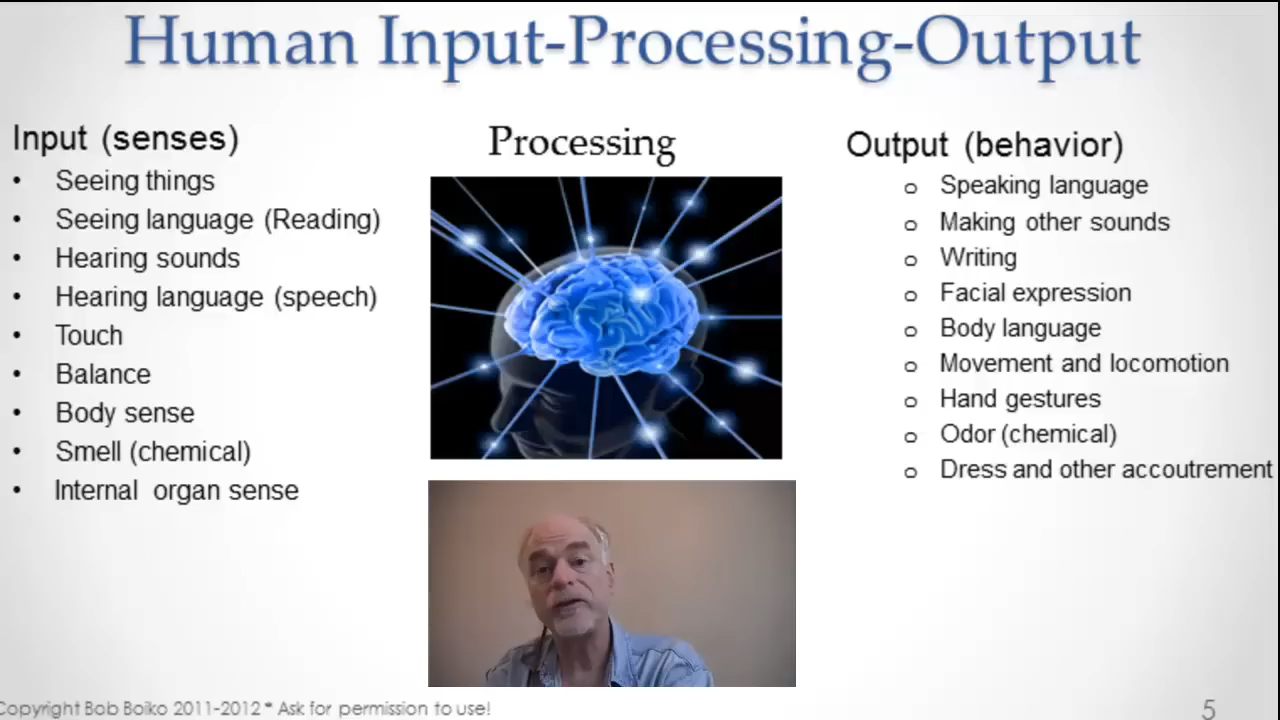 Human Input-Processing-Output
Input (senses)
• Seeing things
• Seeing language (Reading)
• Hearing sounds
• Hearing language (speech)
• Touch
• Balance
• Body sense
• Smell (chemical)
• Internal organ sense
Processing
Output (behavior)
o Speaking language
o Making other sounds
o Writing
o Facial expression
o Body language
o Movement and locomotion
o Hand gestures
o Odor (chemical)
o Dress and other accoutrement
Copyright Bob Boiko 2011-2012 * Ask for permission to use!
5